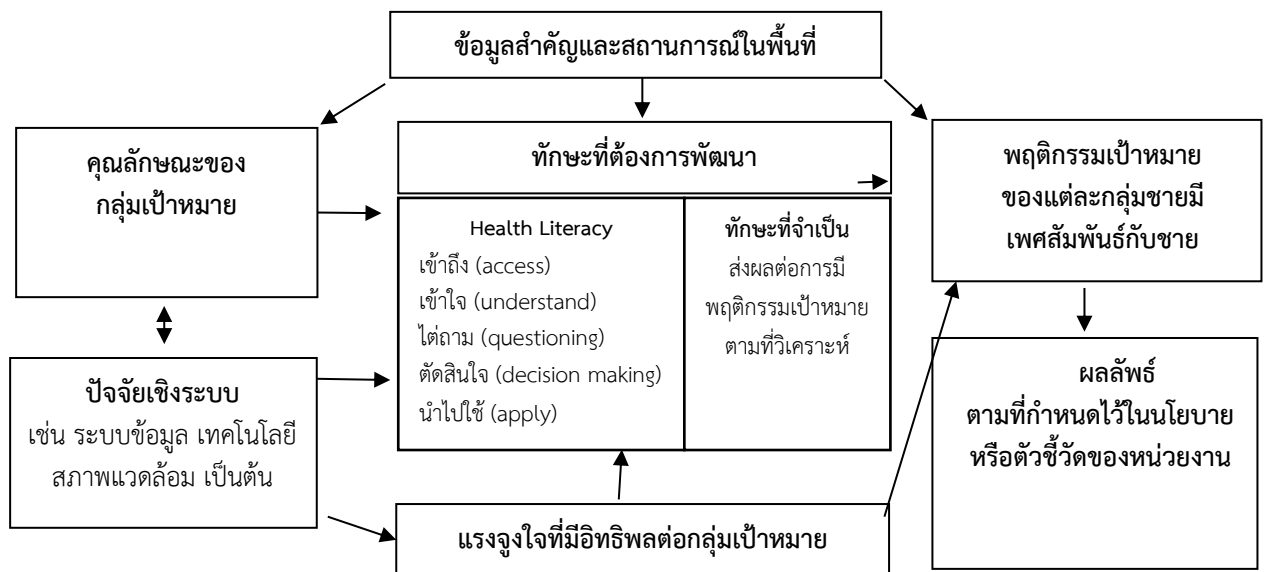 ข้อมูลสำคัญและสถานการณ์ในพื้นที่
คุณลักษณะของ
กลุ่มเป้าหมาย
ทักษะที่ต้องการพัฒนา
พฤติกรรมเป้าหมาย
ของแต่ละกลุ่มชายมี
เพศสัมพันธ์กับชาย
Health Literacy
เข้าถึง (access)
เข้าใจ (understand)
ไต่ถาม (questioning)
ตัดสินใจ (decision making)
นำไปใช้ (apply)
ทักษะที่จำเป็น
ส่งผลต่อการมี
พฤติกรรมเป้าหมาย
ตามที่วิเคราะห์
ปัจจัยเชิงระบบ
เช่น ระบบข้อมูล เทคโนโลยี
สภาพแวดล้อม เป็นต้น
ผลลัพธ์
ตามที่กำหนดไว้ในนโยบาย
หรือตัวชี้วัดของหน่วยงาน
แรงจูงใจที่มีอิทธิพลต่อกลุ่มเป้าหมาย